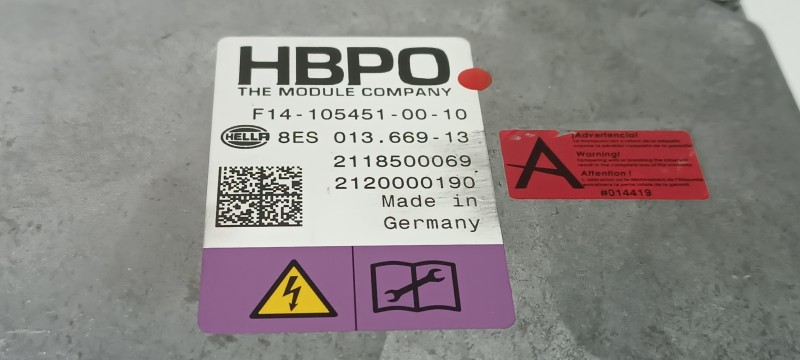 HBPO
THE MODULE COMPANY
F14-105451-00-10
HELLA 8ES 013.669-13
2118500069
2120000190
Made in
Germany
A
¡Advertencia!
Warning!
Attention!
#014419